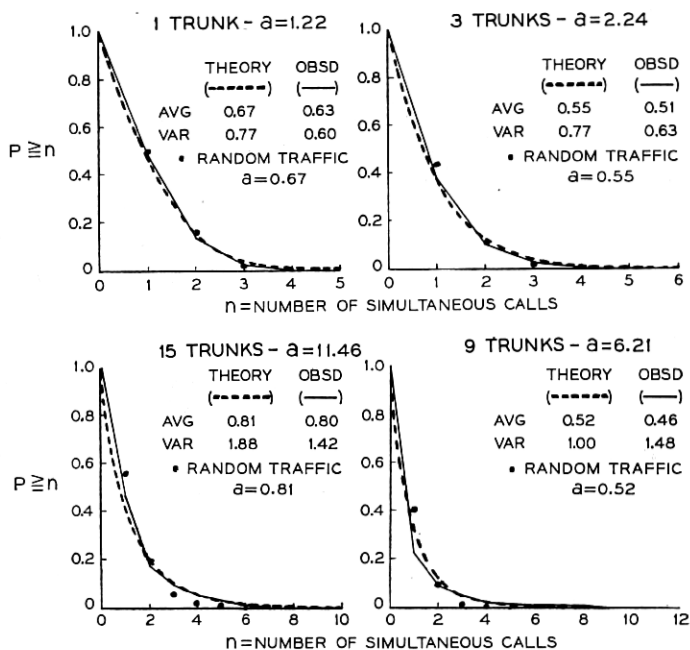 1 TRUNK - a=1.22
1.0
0.8
0.6
0.4
0.2
0
P ≧ n
THEORY OBSD
(-----) (——)
AVG 0.67 0.63
VAR 0.77 0.60
• RANDOM TRAFFIC
a=0.67
0 1 2 3 4 5
n=NUMBER OF SIMULTANEOUS CALLS
3 TRUNKS - a=2.24
1.0
0.8
0.6
0.4
0.2
0
THEORY OBSD
(-----) (——)
AVG 0.55 0.51
VAR 0.77 0.63
• RANDOM TRAFFIC
a=0.55
0 1 2 3 4 5 6
n=NUMBER OF SIMULTANEOUS CALLS
15 TRUNKS - a=11.46
1.0
0.8
0.6
0.4
0.2
0
P ≧ n
THEORY OBSD
(-----) (——)
AVG 0.81 0.80
VAR 1.88 1.42
• RANDOM TRAFFIC
a=0.81
0 2 4 6 8 10
n=NUMBER OF SIMULTANEOUS CALLS
9 TRUNKS - a=6.21
1.0
0.8
0.6
0.4
0.2
0
THEORY OBSD
(-----) (——)
AVG 0.52 0.46
VAR 1.00 1.48
• RANDOM TRAFFIC
a=0.52
0 2 4 6 8 10 12
n=NUMBER OF SIMULTANEOUS CALLS